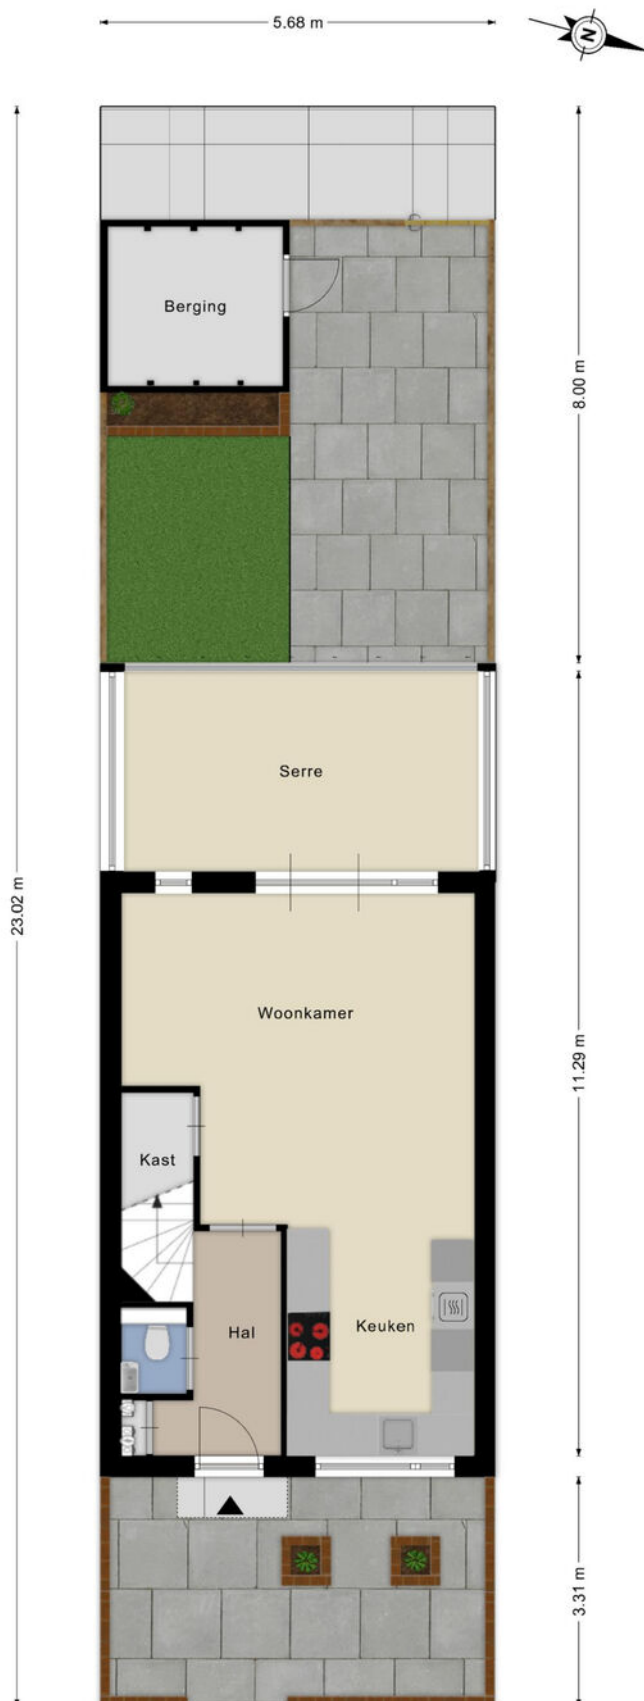 5.68 m
N
Berging
8.00 m
Serre
23.02 m
Woonkamer
11.29 m
Kast
Hal
Keuken
3.31 m